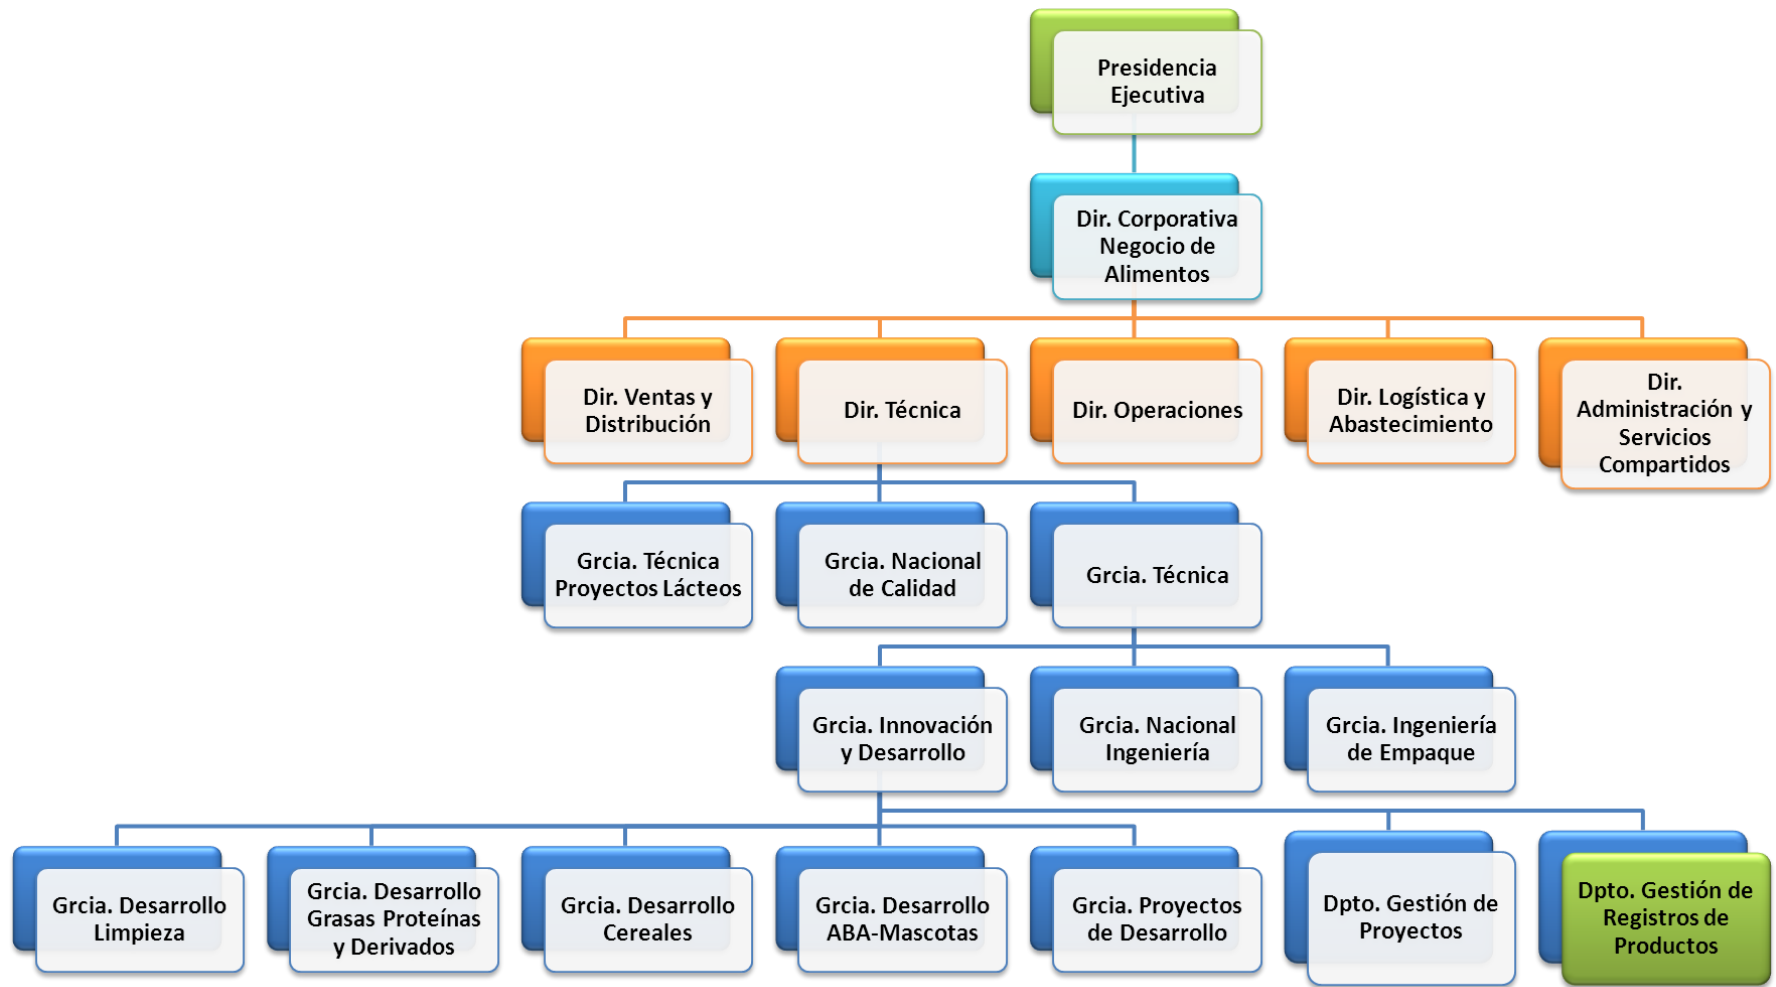 Presidencia
Ejecutiva
Dir. Corporativa
Negocio de
Alimentos
Dir. Ventas y
Distribución
Dir. Técnica
Dir. Operaciones
Dir. Logística y
Abastecimiento
Dir.
Administración y
Servicios
Compartidos
Grcia. Técnica
Proyectos Lácteos
Grcia. Nacional
de Calidad
Grcia. Técnica
Grcia. Innovación
y Desarrollo
Grcia. Nacional
Ingeniería
Grcia. Ingeniería
de Empaque
Grcia. Desarrollo
Limpieza
Grcia. Desarrollo
Grasas Proteínas
y Derivados
Grcia. Desarrollo
Cereales
Grcia. Desarrollo
ABA-Mascotas
Grcia. Proyectos
de Desarrollo
Dpto. Gestión de
Proyectos
Dpto. Gestión de
Registros de
Productos